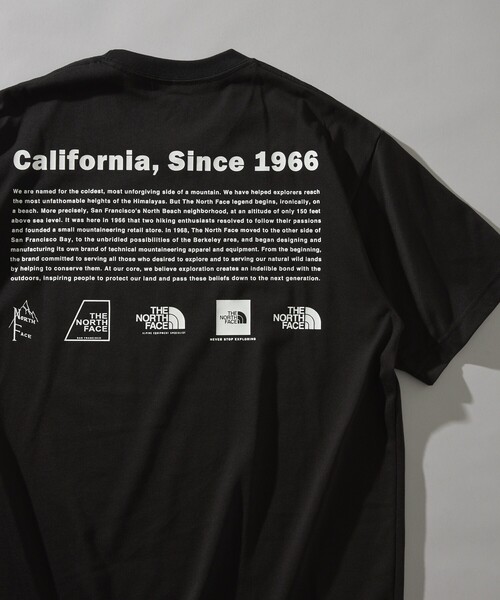 California, Since 1966
We are named for the coldest, most unforgiving side of a mountain. We have helped explorers reach
the most unfathomable heights of the Himalayas. But The North Face legend begins, ironically, on
a beach. More precisely, San Francisco's North Beach neighborhood, at an altitude of only 150 feet
above sea level. It was here in 1966 that two hiking enthusiasts resolved to follow their passions
and founded a small mountaineering retail store. In 1968, The North Face moved to the other side of
San Francisco Bay, to the unbridled possibilities of the Berkeley area, and began designing and
manufacturing its own brand of technical mountaineering apparel and equipment. From the beginning,
the brand committed to serving all those who desired to explore and to serving our natural wild lands
by helping to conserve them. At our core, we believe exploration creates an indelible bond with the
outdoors, inspiring people to protect our land and pass these beliefs down to the next generation.
The
North
Face
THE
NORTH
FACE
SAN FRANCISCO
THE
NORTH
FACE
ALPINE EQUIPMENT SPECIALIST
THE
NORTH
FACE
NEVER STOP EXPLORING
THE
NORTH
FACE